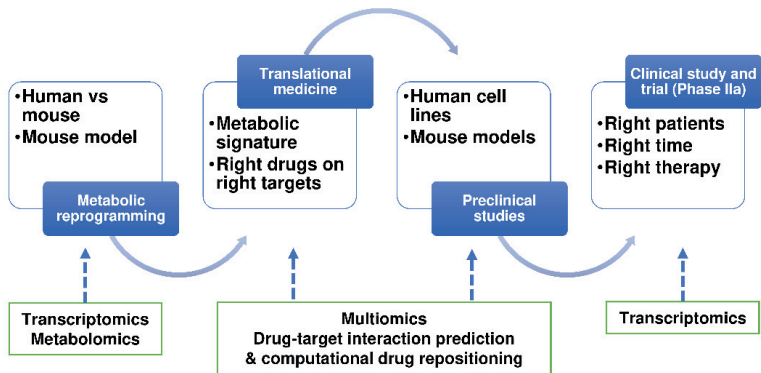 •Human vs
mouse
•Mouse model
Metabolic
reprogramming
Translational
medicine
•Metabolic
signature
•Right drugs on
right targets
•Human cell
lines
•Mouse models
Preclinical
studies
Clinical study and
trial (Phase IIa)
•Right patients
•Right time
•Right therapy
Transcriptomics
Metabolomics
Multiomics
Drug-target interaction prediction
& computational drug repositioning
Transcriptomics